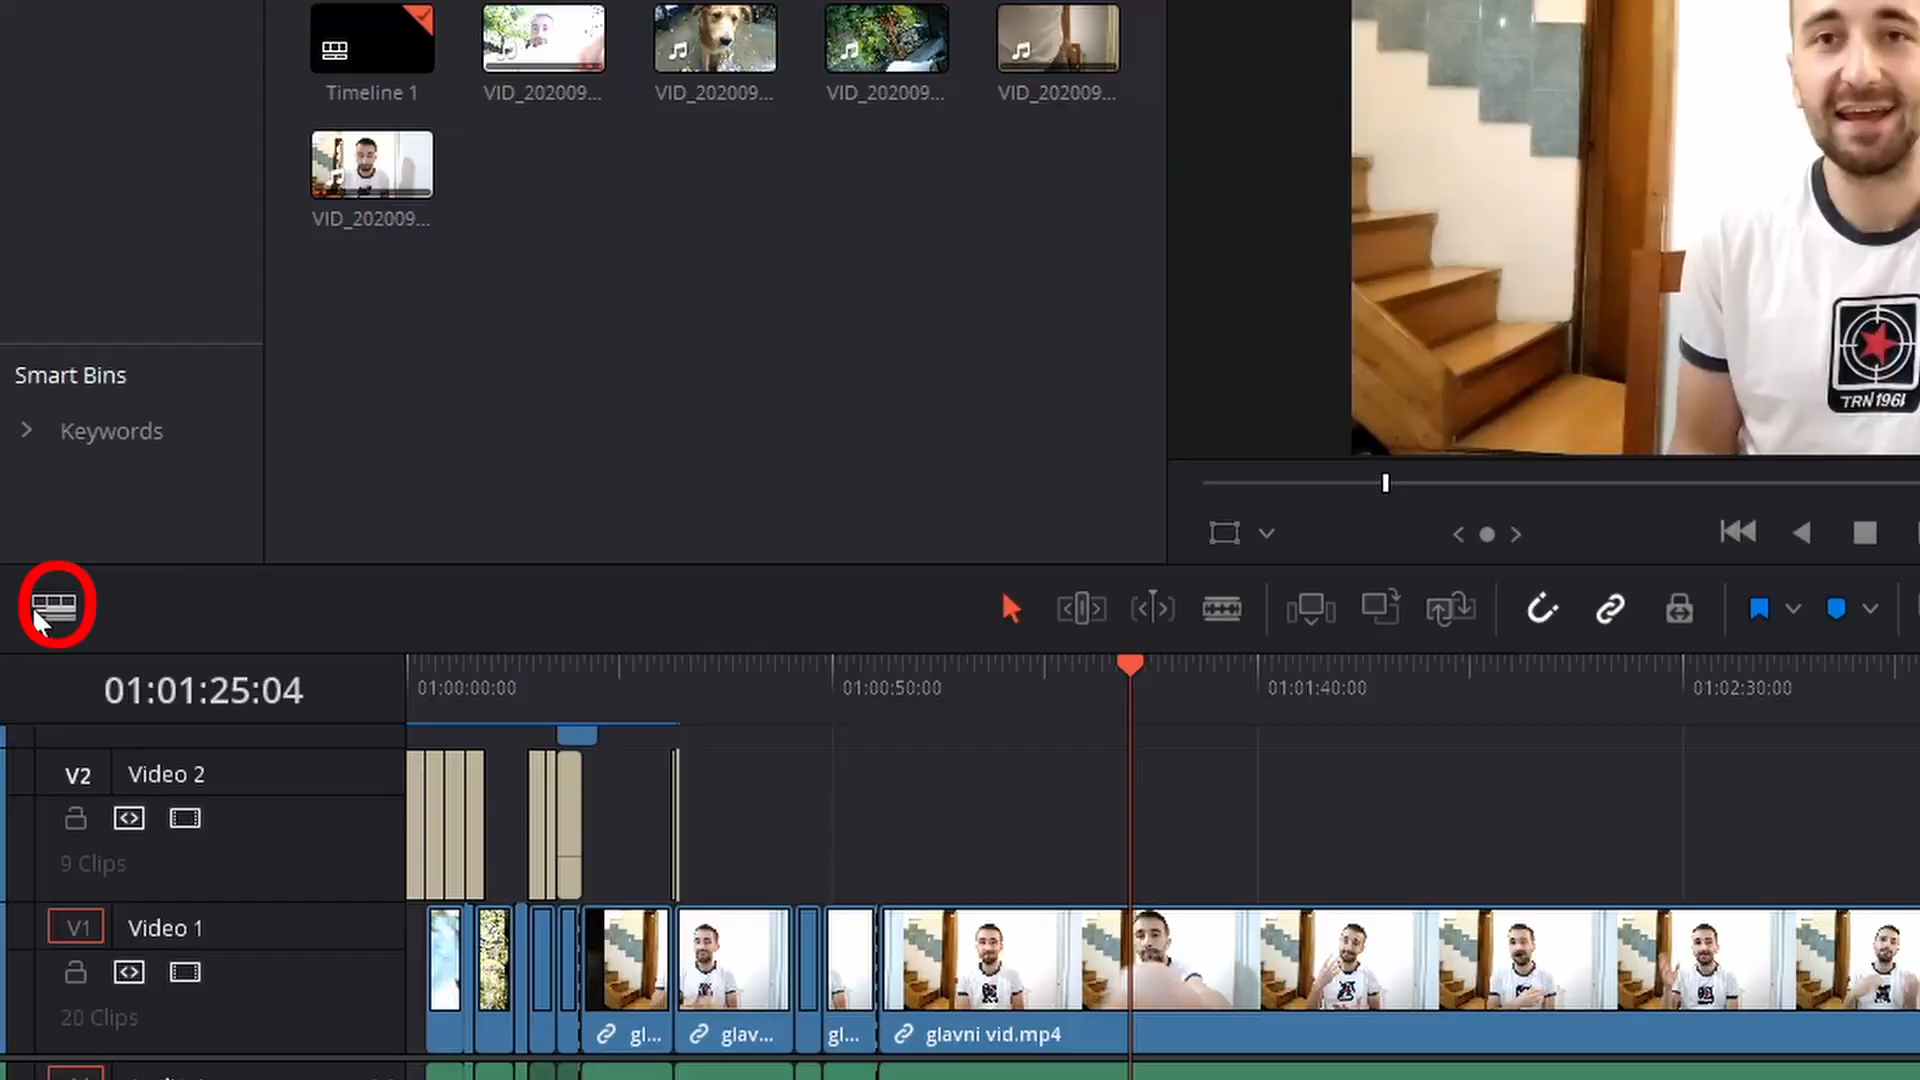 Timeline 1
VID_202009...
VID_202009...
VID_202009...
VID_202009...
VID_202009...
TRN 1961
Smart Bins
Keywords
01:01:25:04
01:00:00:00
01:00:50:00
01:01:40:00
01:02:30:00
V2
Video 2
9 Clips
V1
Video 1
20 Clips
gl...
glav...
gl...
glavni vid.mp4